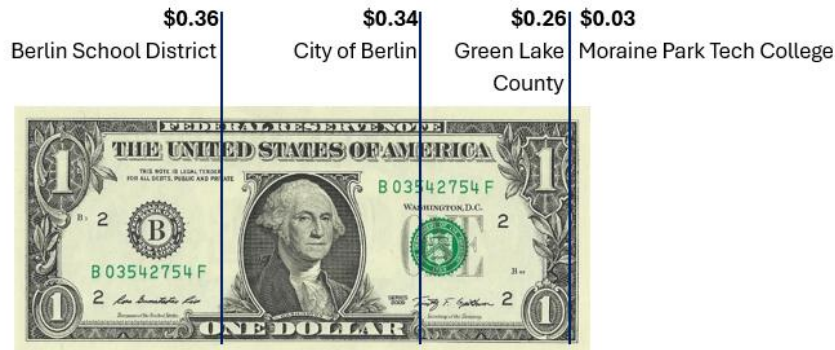 $0.36
Berlin School District
$0.34
City of Berlin
$0.26
Green Lake
County
$0.03
Moraine Park Tech College
FEDERAL RESERVE NOTE
THE UNITED STATES OF AMERICA
THIS NOTE IS LEGAL TENDER
FOR ALL DEBTS, PUBLIC AND PRIVATE
1
1
B 03542754 F
WASHINGTON, D.C.
2
B
2
B 03542754 F
2
SERIES
2
1
1
ONE DOLLAR